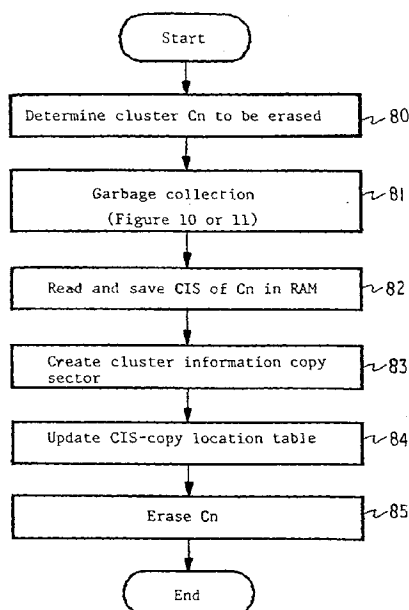 Start
Determine cluster Cn to be erased
80
Garbage collection
(Figure 10 or 11)
81
Read and save CIS of Cn in RAM
82
Create cluster information copy
sector
83
Update CIS-copy location table
84
Erase Cn
85
End